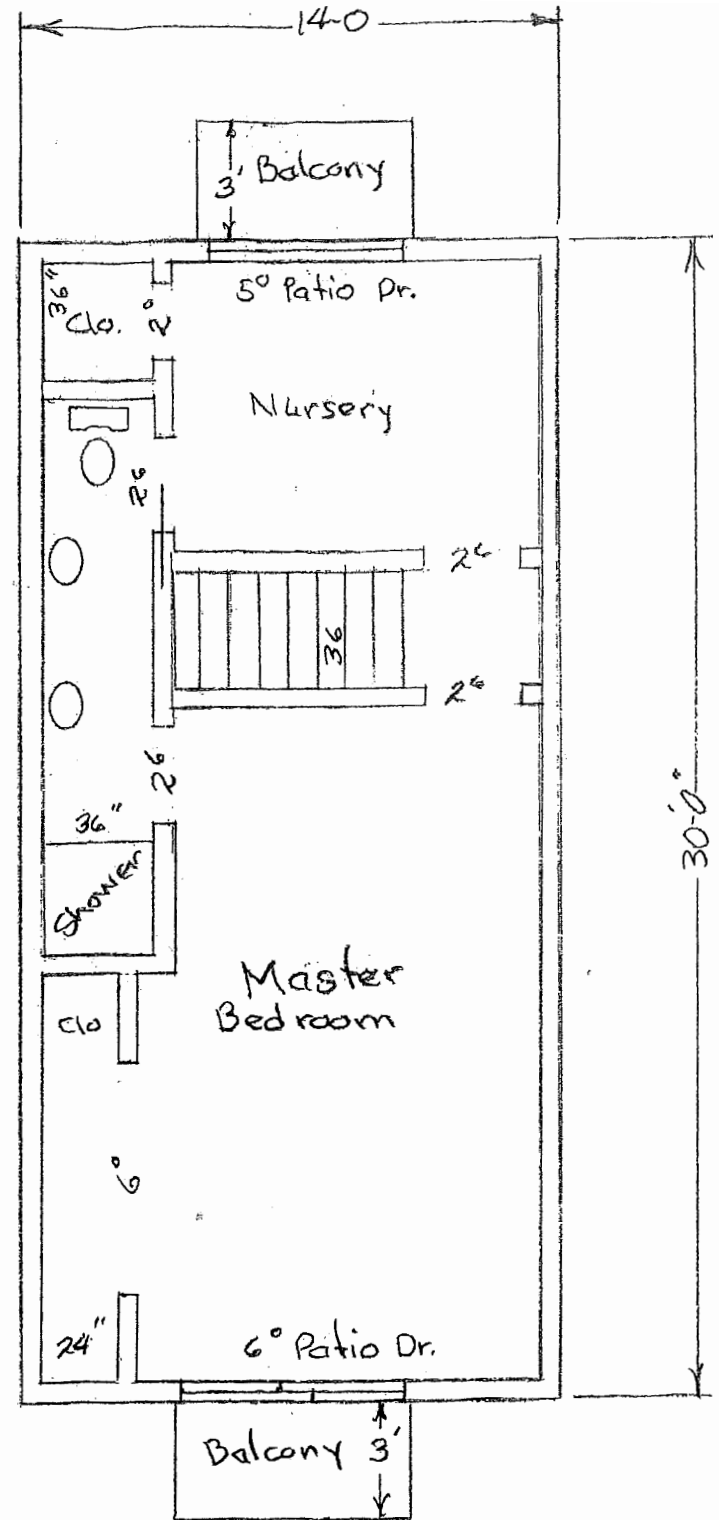 14-0
3' Balcony
5° Patio Dr.
36"
Clo. 2°
Nursery
2⁶
2⁶
36
2⁶
2⁶
36"
Shower
30'-0"
Master
Bedroom
Clo
6°
24"
6° Patio Dr.
Balcony 3'